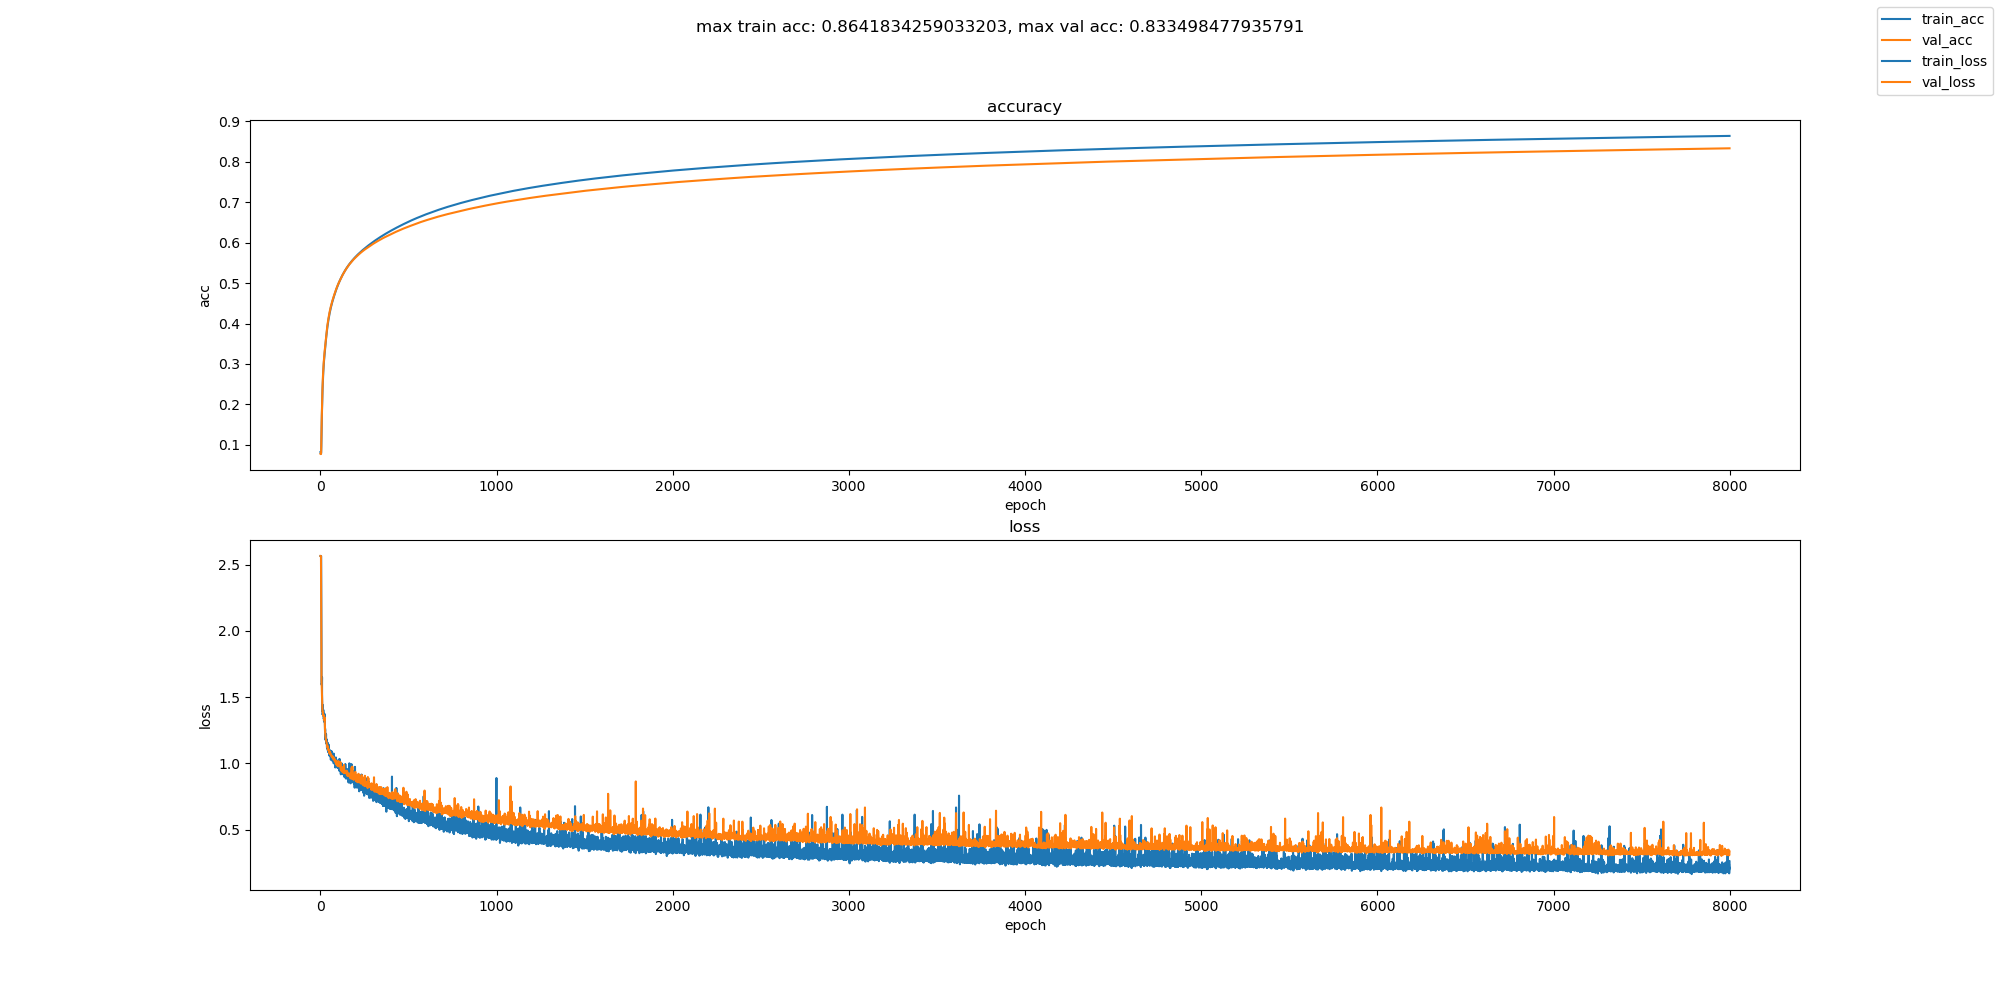 max train acc: 0.8641834259033203, max val acc: 0.833498477935791
train_acc
val_acc
train_loss
val_loss
accuracy
0.9
0.8
0.7
0.6
0.5
0.4
0.3
0.2
0.1
acc
0 1000 2000 3000 4000 5000 6000 7000 8000
epoch
loss
2.5
2.0
1.5
1.0
0.5
loss
0 1000 2000 3000 4000 5000 6000 7000 8000
epoch